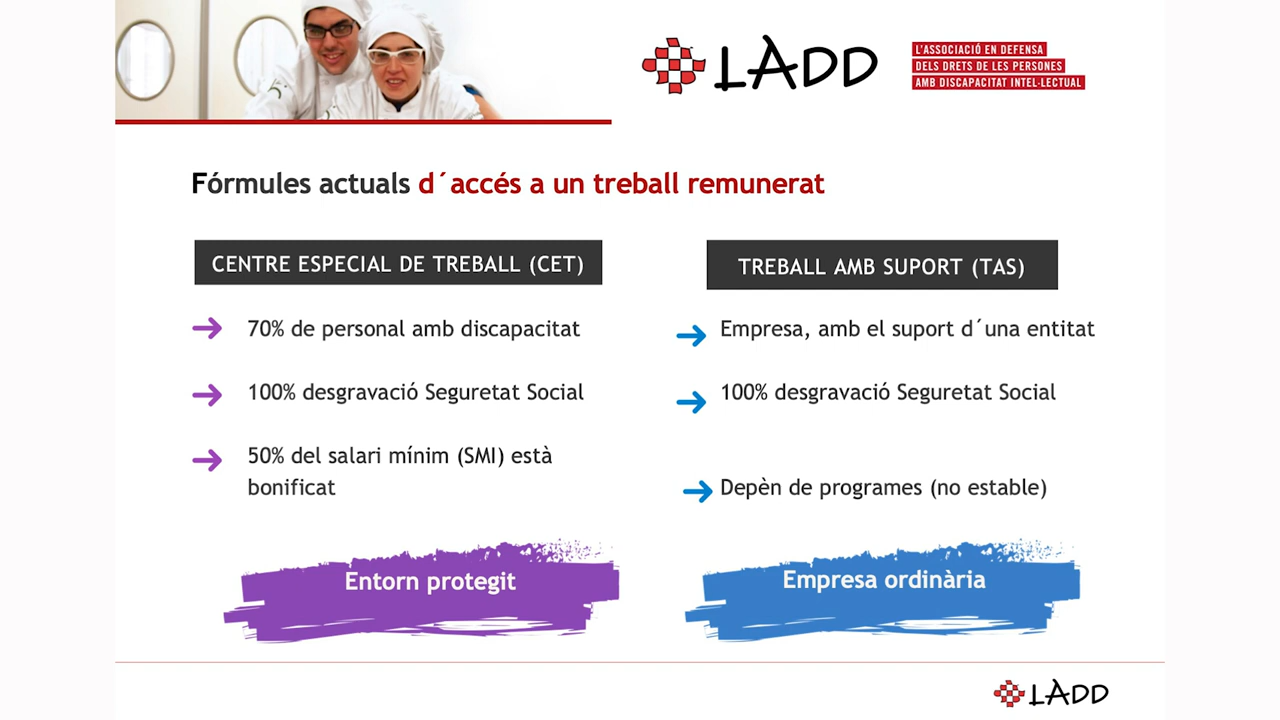 LADD
L'ASSOCIACIÓ EN DEFENSA
DELS DRETS DE LES PERSONES
AMB DISCAPACITAT INTEL·LECTUAL
Fórmules actuals d´accés a un treball remunerat
CENTRE ESPECIAL DE TREBALL (CET)
70% de personal amb discapacitat
100% desgravació Seguretat Social
50% del salari mínim (SMI) està
bonificat
Entorn protegit
TREBALL AMB SUPORT (TAS)
Empresa, amb el suport d´una entitat
100% desgravació Seguretat Social
Depèn de programes (no estable)
Empresa ordinària
LADD